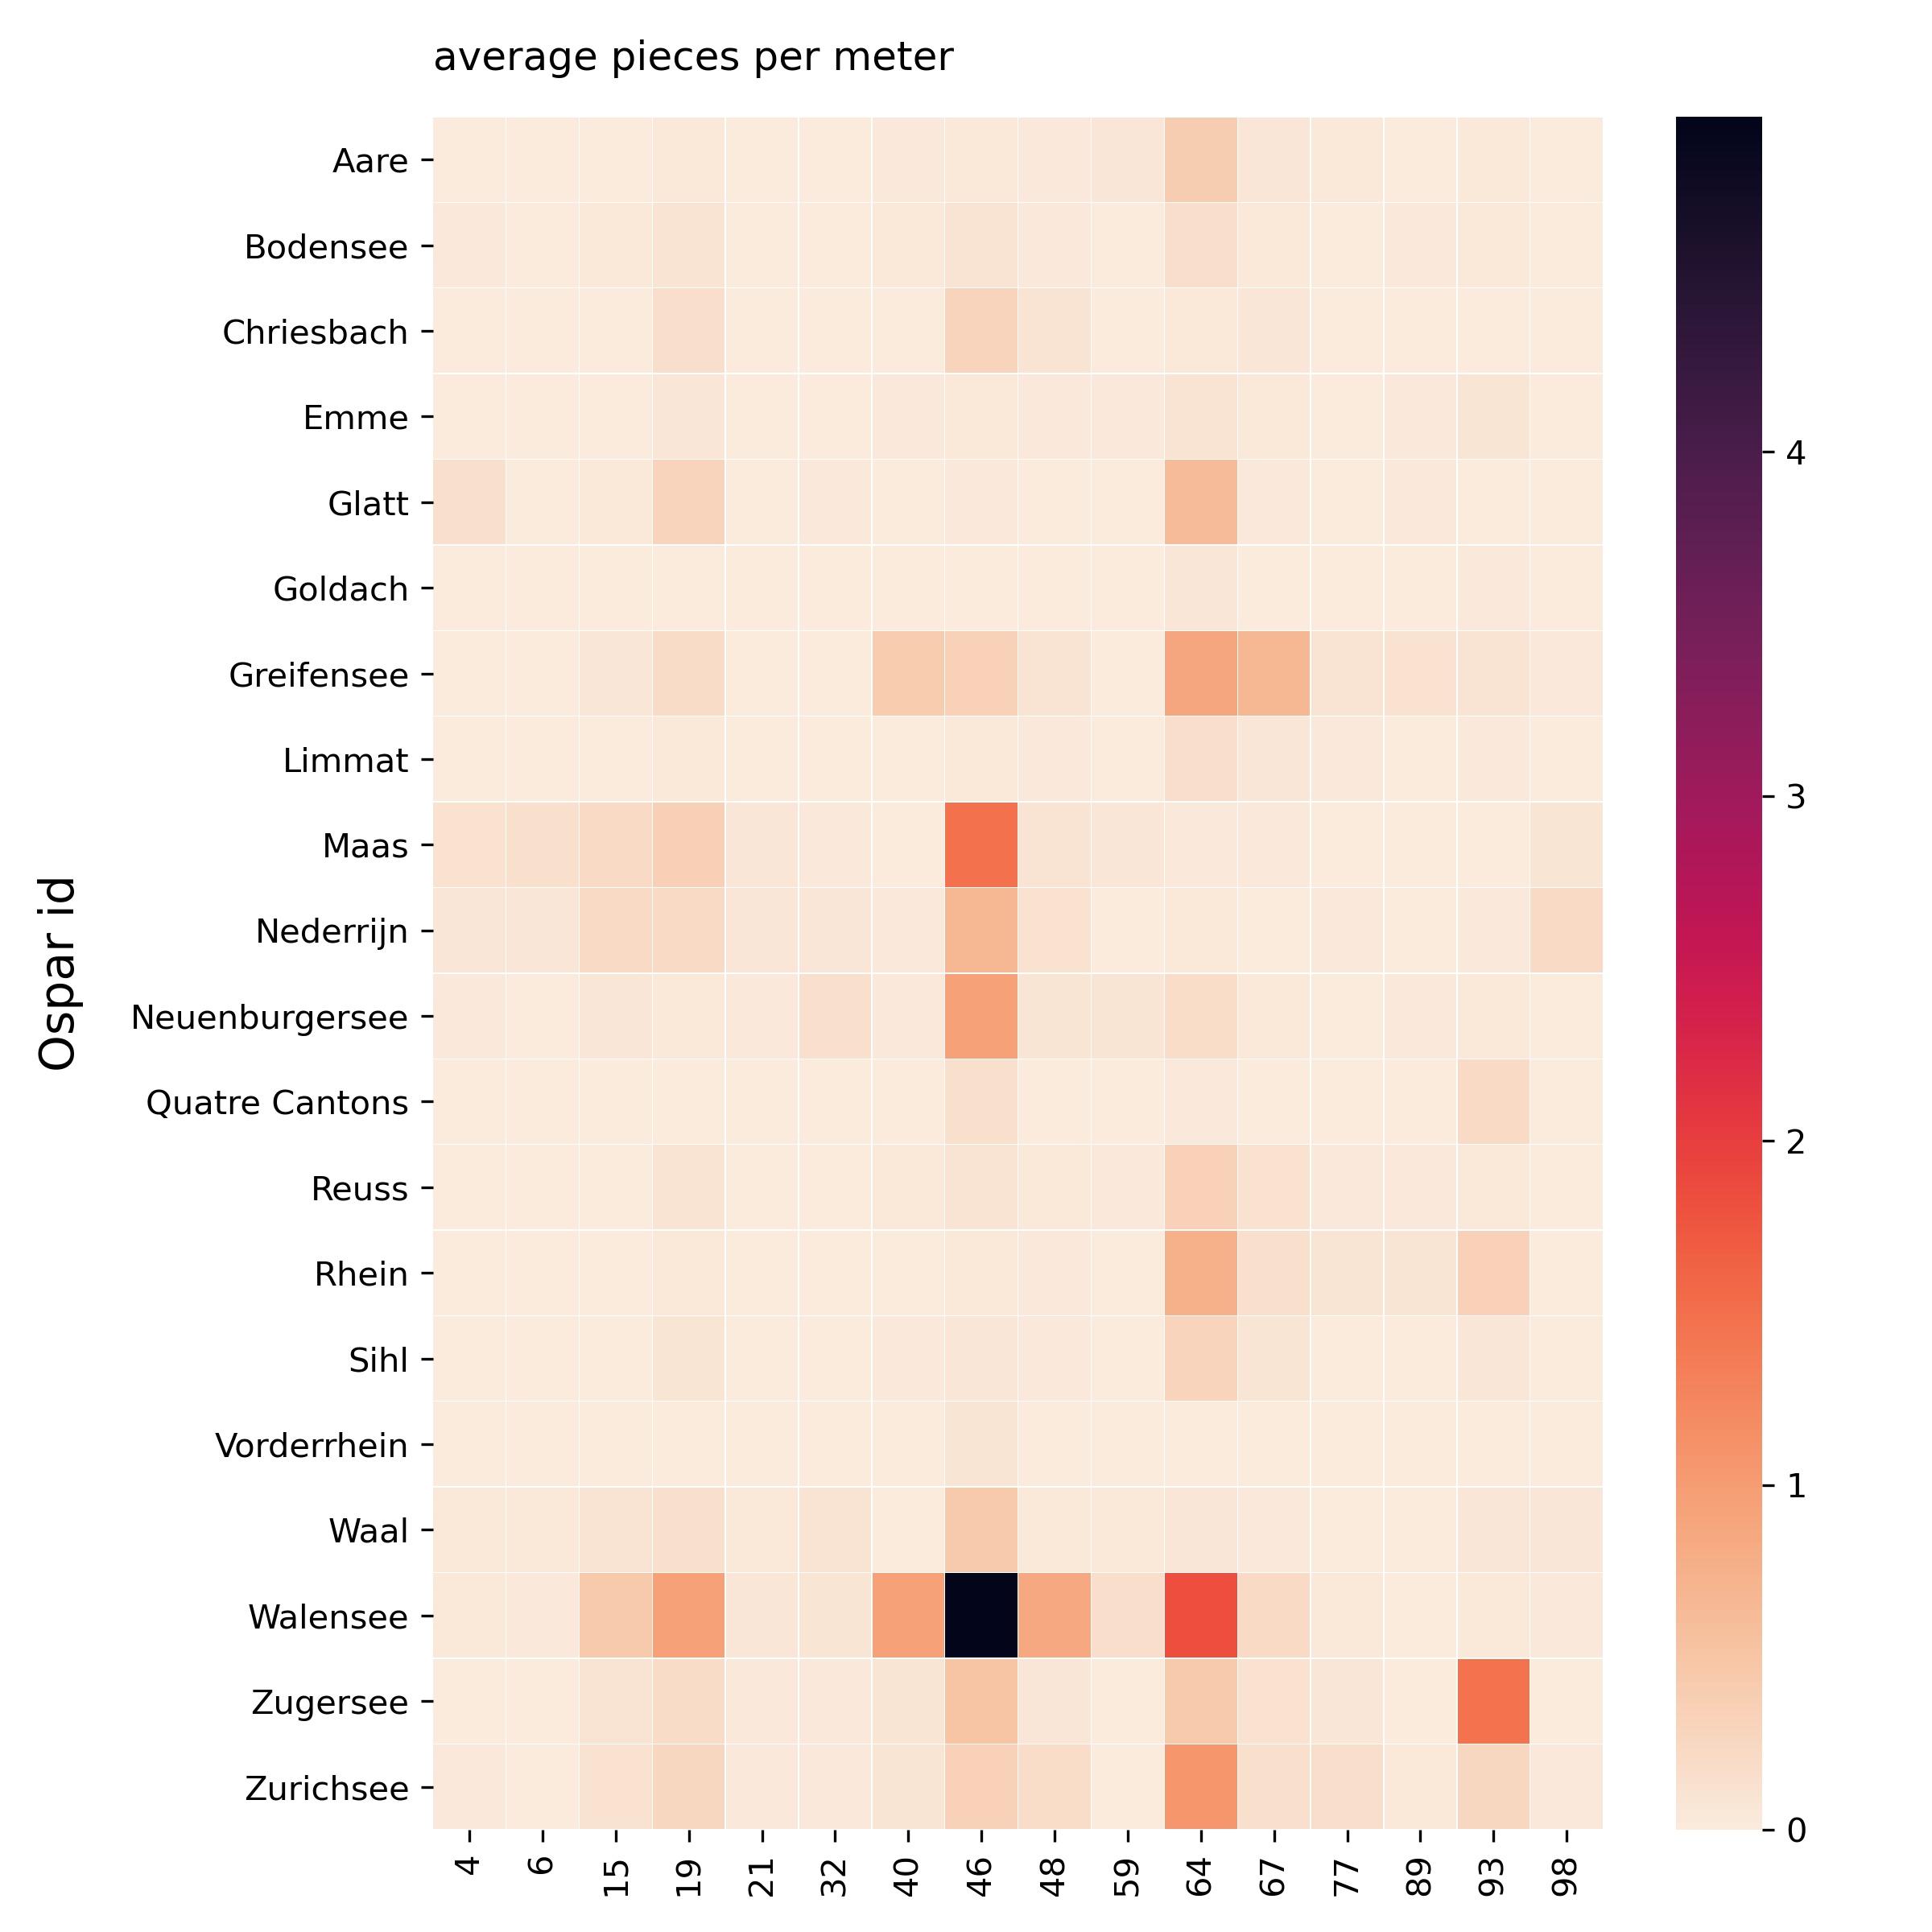 average pieces per meter
Ospar id
Aare
Bodensee
Chriesbach
Emme
Glatt
Goldach
Greifensee
Limmat
Maas
Nederrijn
Neuenburgersee
Quatre Cantons
Reuss
Rhein
Sihl
Vorderrhein
Waal
Walensee
Zugersee
Zurichsee
4 6 15 19 21 32 40 46 48 59 64 67 77 89 93 98
4
3
2
1
0